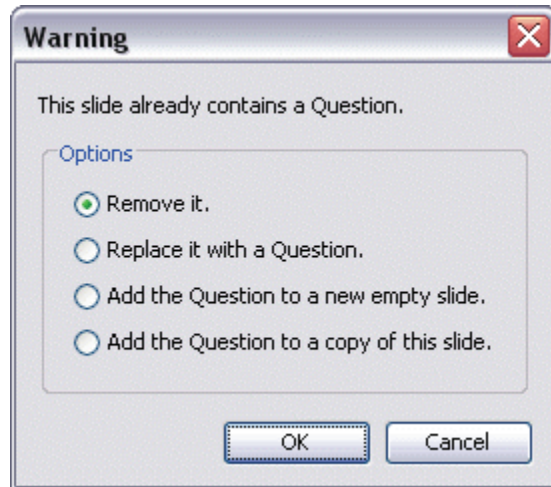 Warning
This slide already contains a Question.
Options
Remove it.
Replace it with a Question.
Add the Question to a new empty slide.
Add the Question to a copy of this slide.
OK Cancel